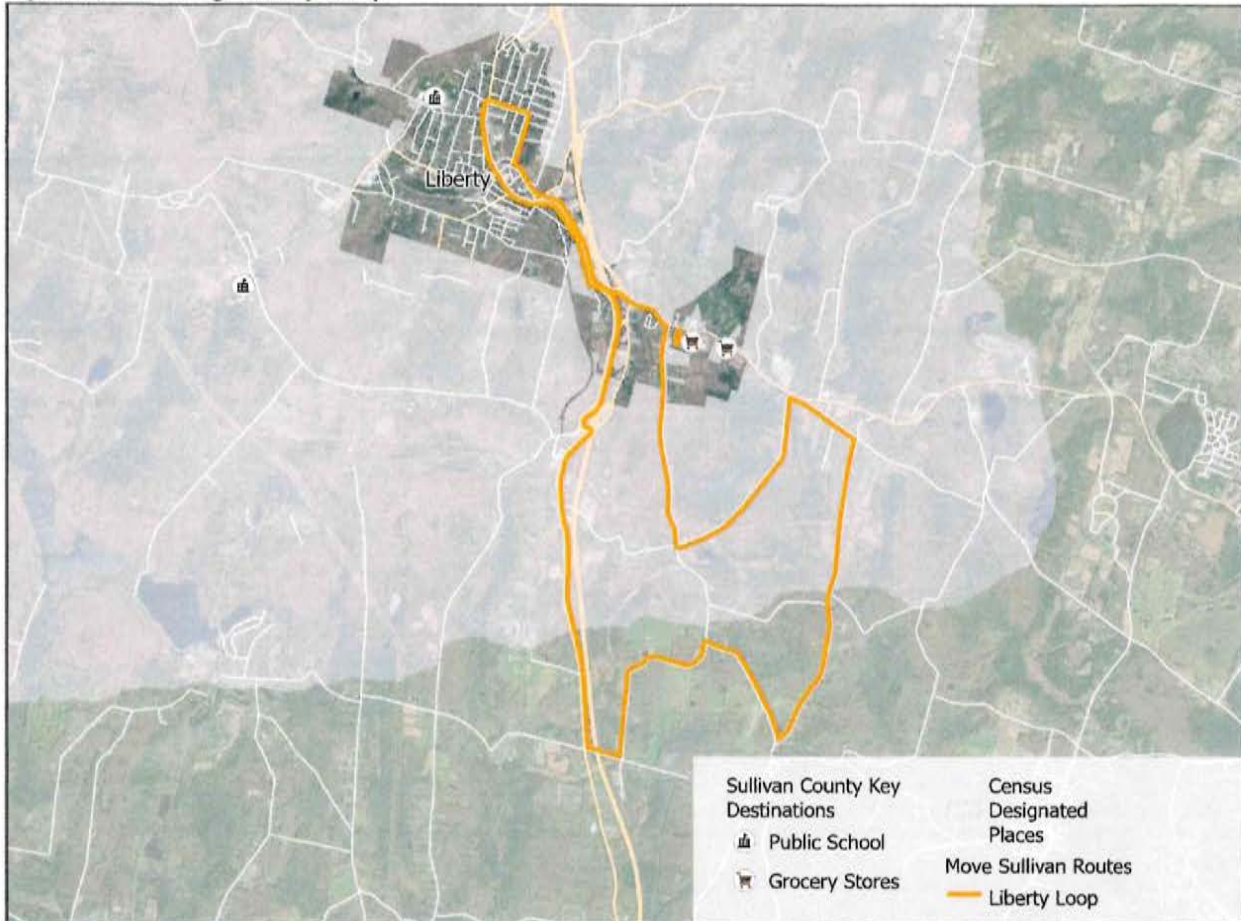 Liberty
Sullivan County Key
Destinations
Public School
Grocery Stores
Census
Designated
Places
Move Sullivan Routes
Liberty Loop